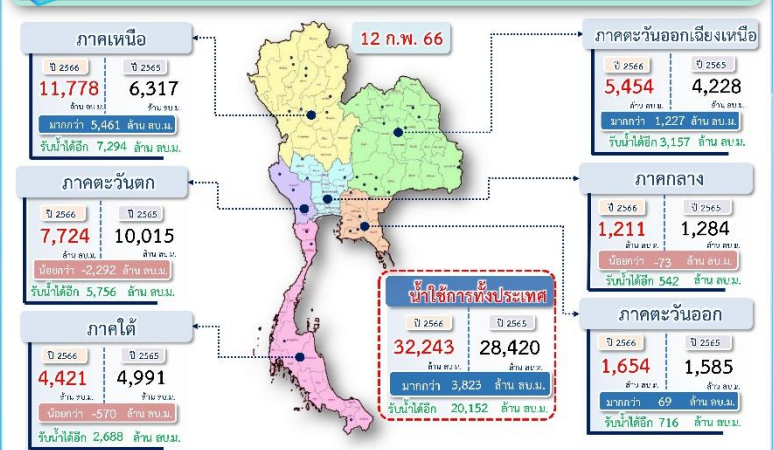 12 ก.พ. 66
ภาคเหนือ
ปี 2566 ปี 2565
11,778 6,317
ล้าน ลบ.ม. ล้าน ลบ.ม.
มากกว่า 5,461 ล้าน ลบ.ม.
รับน้ำได้อีก 7,294 ล้าน ลบ.ม.
ภาคตะวันออกเฉียงเหนือ
ปี 2566 ปี 2565
5,454 4,228
ล้าน ลบ.ม. ล้าน ลบ.ม.
มากกว่า 1,227 ล้าน ลบ.ม.
รับน้ำได้อีก 3,157 ล้าน ลบ.ม.
ภาคตะวันตก
ปี 2566 ปี 2565
7,724 10,015
ล้าน ลบ.ม. ล้าน ลบ.ม.
น้อยกว่า -2,292 ล้าน ลบ.ม.
รับน้ำได้อีก 5,756 ล้าน ลบ.ม.
ภาคกลาง
ปี 2566 ปี 2565
1,211 1,284
ล้าน ลบ.ม. ล้าน ลบ.ม.
น้อยกว่า -73 ล้าน ลบ.ม.
รับน้ำได้อีก 542 ล้าน ลบ.ม.
ภาคใต้
ปี 2566 ปี 2565
4,421 4,991
ล้าน ลบ.ม. ล้าน ลบ.ม.
น้อยกว่า -570 ล้าน ลบ.ม.
รับน้ำได้อีก 2,688 ล้าน ลบ.ม.
น้ำใช้การทั้งประเทศ
ปี 2566 ปี 2565
32,243 28,420
ล้าน ลบ.ม. ล้าน ลบ.ม.
มากกว่า 3,823 ล้าน ลบ.ม.
รับน้ำได้อีก 20,152 ล้าน ลบ.ม.
ภาคตะวันออก
ปี 2566 ปี 2565
1,654 1,585
ล้าน ลบ.ม. ล้าน ลบ.ม.
มากกว่า 69 ล้าน ลบ.ม.
รับน้ำได้อีก 716 ล้าน ลบ.ม.